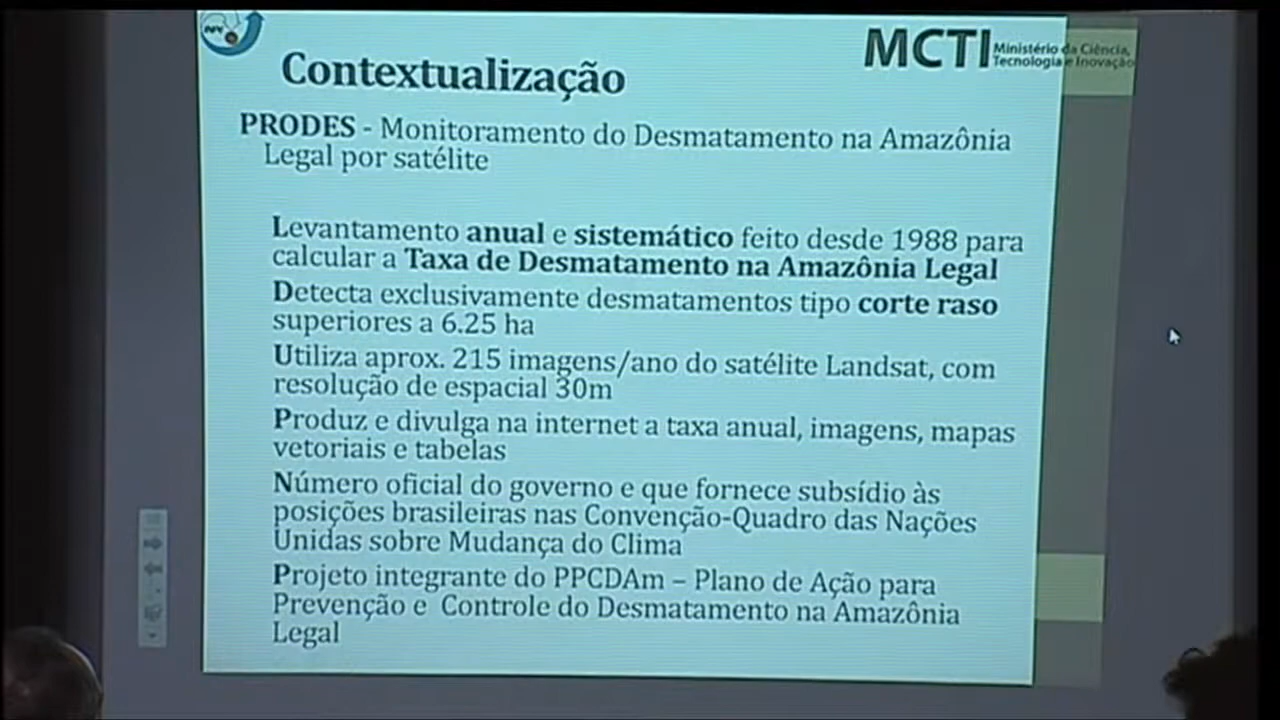 INPE
MCTI Ministério da Ciência,
Tecnologia e Inovação
Contextualização
PRODES - Monitoramento do Desmatamento na Amazônia
Legal por satélite
Levantamento anual e sistemático feito desde 1988 para
calcular a Taxa de Desmatamento na Amazônia Legal
Detecta exclusivamente desmatamentos tipo corte raso
superiores a 6.25 ha
Utiliza aprox. 215 imagens/ano do satélite Landsat, com
resolução de espacial 30m
Produz e divulga na internet a taxa anual, imagens, mapas
vetoriais e tabelas
Número oficial do governo e que fornece subsídio às
posições brasileiras nas Convenção-Quadro das Nações
Unidas sobre Mudança do Clima
Projeto integrante do PPCDAm – Plano de Ação para
Prevenção e Controle do Desmatamento na Amazônia
Legal